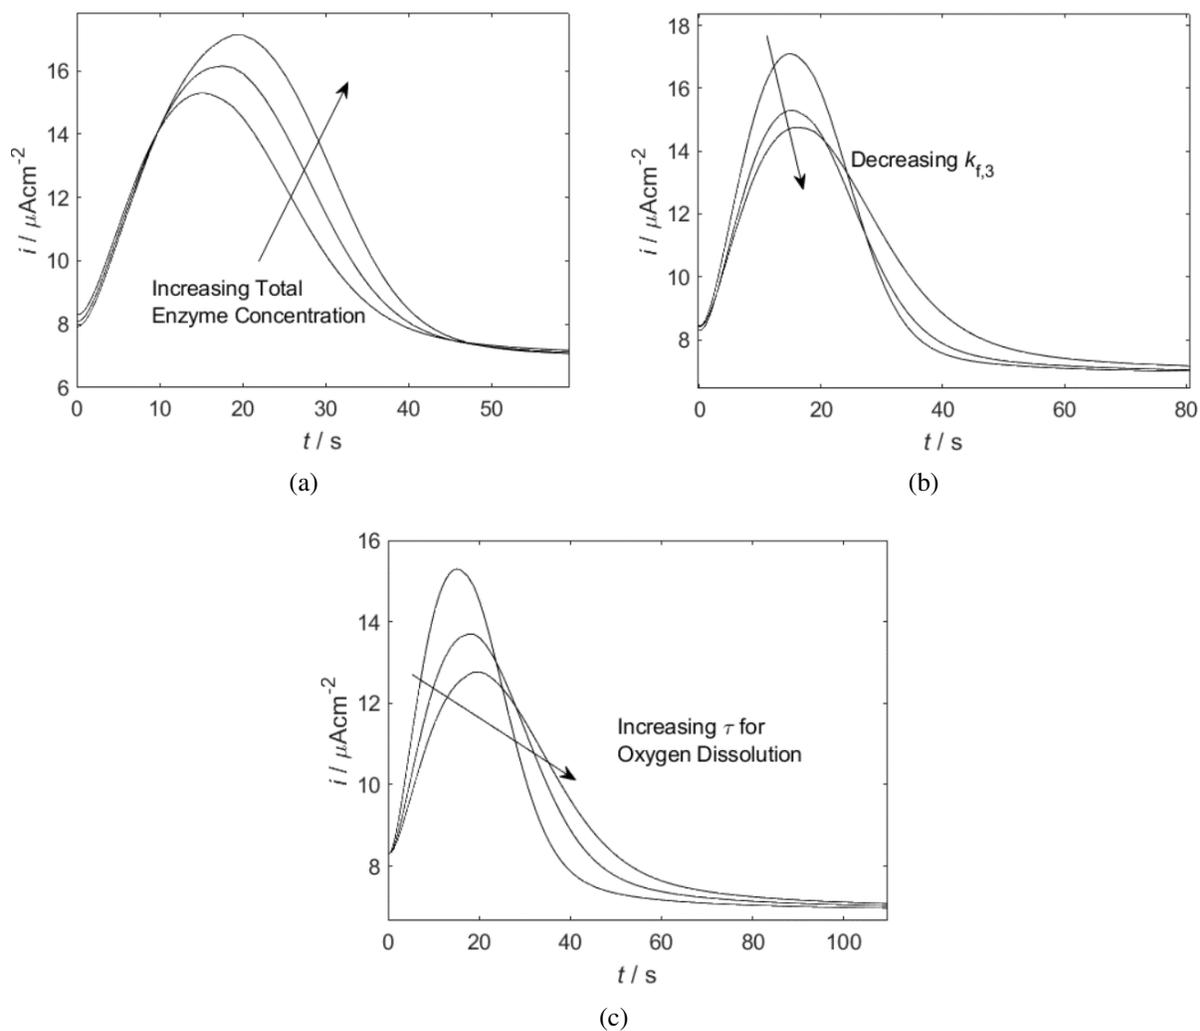 16
14
12
10
8
6
i / μAcm-2
0 10 20 30 40 50
t / s
Increasing Total
Enzyme Concentration
(a)
18
16
14
12
10
8
i / μAcm-2
0 20 40 60 80
t / s
Decreasing kf,3
(b)
16
14
12
10
8
i / μAcm-2
0 20 40 60 80 100
t / s
Increasing τ for
Oxygen Dissolution
(c)